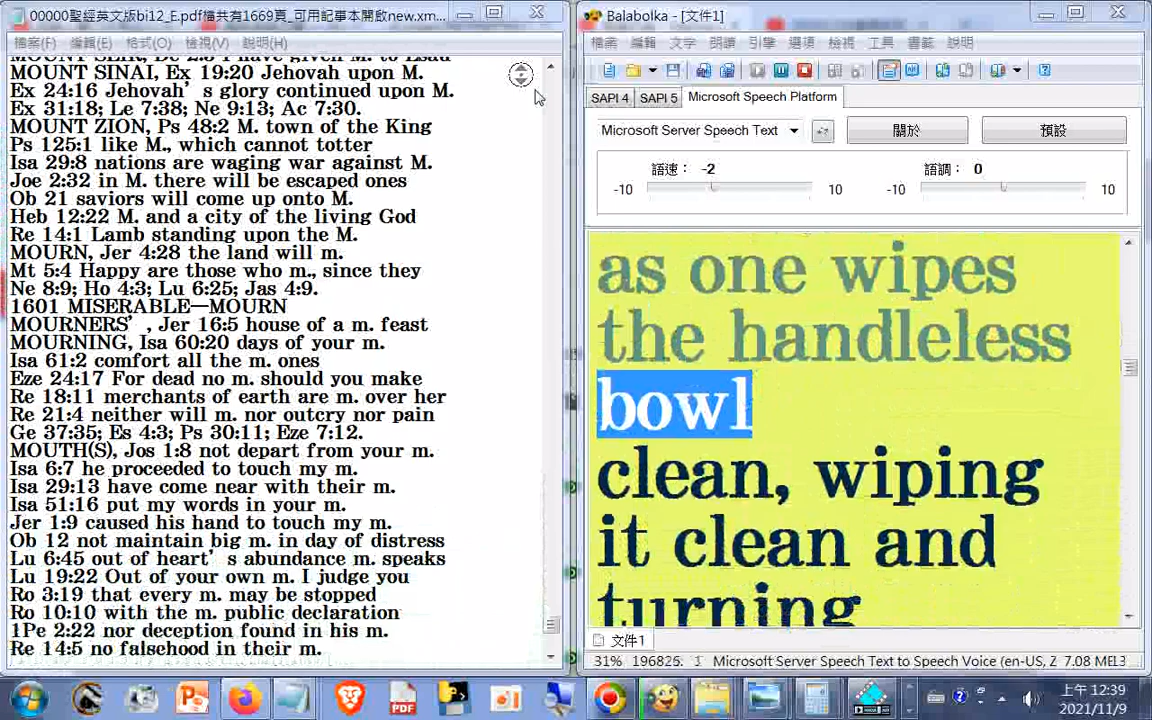 00000聖經英文版bi12_E.pdf檔共有1669頁_可用記事本開啟new.xm...
檔案(F) 編輯(E) 格式(O) 檢視(V) 說明(H)
MOUNT SEIR, De 2:5 I have given M. to Esau
MOUNT SINAI, Ex 19:20 Jehovah upon M.
Ex 24:16 Jehovah’s glory continued upon M.
Ex 31:18; Le 7:38; Ne 9:13; Ac 7:30.
MOUNT ZION, Ps 48:2 M. town of the King
Ps 125:1 like M., which cannot totter
Isa 29:8 nations are waging war against M.
Joe 2:32 in M. there will be escaped ones
Ob 21 saviors will come up onto M.
Heb 12:22 M. and a city of the living God
Re 14:1 Lamb standing upon the M.
MOURN, Jer 4:28 the land will m.
Mt 5:4 Happy are those who m., since they
Ne 8:9; Ho 4:3; Lu 6:25; Jas 4:9.
1601 MISERABLE—MOURN
MOURNERS’, Jer 16:5 house of a m. feast
MOURNING, Isa 60:20 days of your m.
Isa 61:2 comfort all the m. ones
Eze 24:17 For dead no m. should you make
Re 18:11 merchants of earth are m. over her
Re 21:4 neither will m. nor outcry nor pain
Ge 37:35; Es 4:3; Ps 30:11; Eze 7:12.
MOUTH(S), Jos 1:8 not depart from your m.
Isa 6:7 he proceeded to touch my m.
Isa 29:13 have come near with their m.
Isa 51:16 put my words in your m.
Jer 1:9 caused his hand to touch my m.
Ob 12 not maintain big m. in day of distress
Lu 6:45 out of heart’s abundance m. speaks
Lu 19:22 Out of your own m. I judge you
Ro 3:19 that every m. may be stopped
Ro 10:10 with the m. public declaration
1Pe 2:22 nor deception found in his m.
Re 14:5 no falsehood in their m.
Balabolka - [文件1]
檔案 編輯 文字 朗讀 引擎 選項 檢視 工具 書籤 說明
SAPI 4 SAPI 5 Microsoft Speech Platform
Microsoft Server Speech Text 關於 預設
語速： -2 語調： 0
-10 10 -10 10
as one wipes
the handleless
bowl
clean, wiping
it clean and
turning
文件1
31% 196825. 1 Microsoft Server Speech Text to Speech Voice (en-US, Z 7.08 MEL3
上午 12:39
2021/11/9